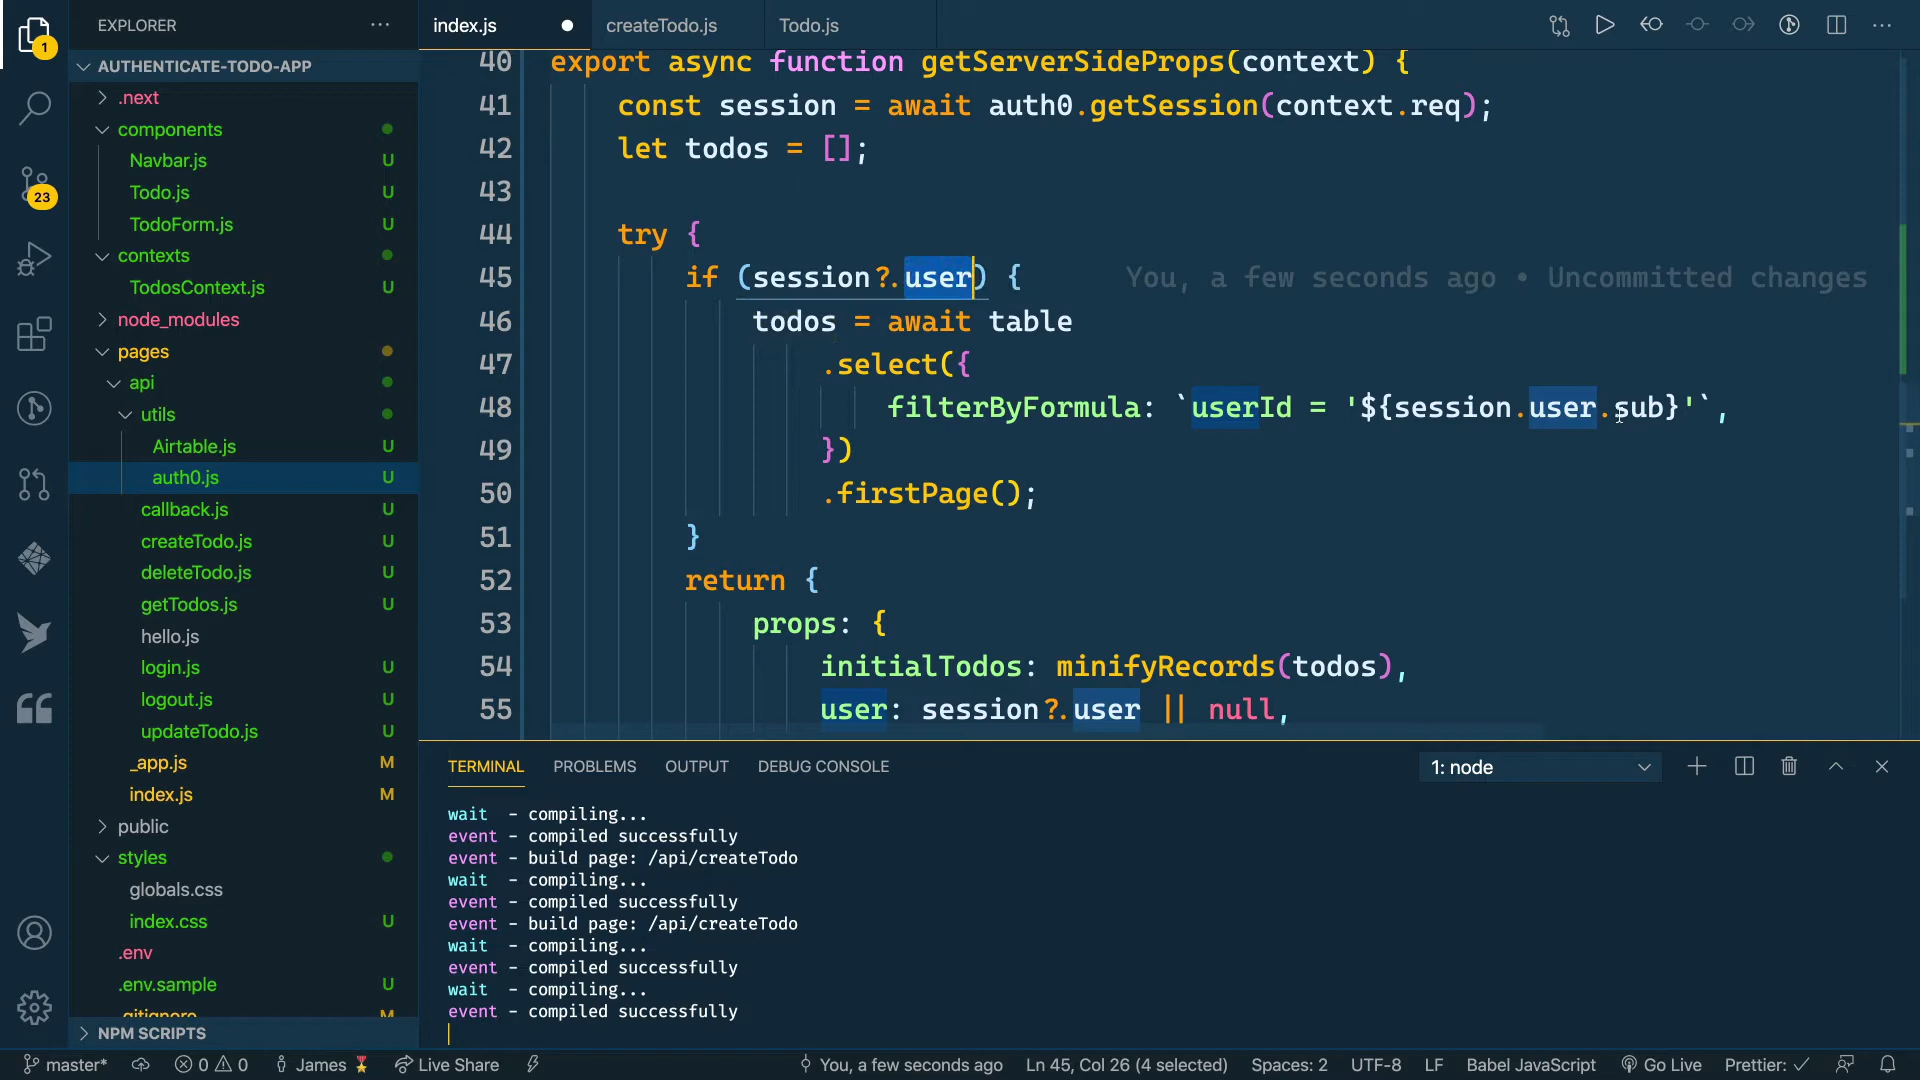 EXPLORER
index.js
createTodo.js
Todo.js
1
AUTHENTICATE-TODO-APP
.next
components
Navbar.js U
Todo.js U
TodoForm.js U
contexts
TodosContext.js U
node_modules
pages
api
utils
Airtable.js U
auth0.js U
callback.js U
createTodo.js U
deleteTodo.js U
getTodos.js U
hello.js
login.js U
logout.js U
updateTodo.js U
_app.js M
index.js M
public
styles
globals.css
index.css U
.env
.env.sample U
.gitignore M
NPM SCRIPTS
23
40 export async function getServerSideProps(context) {
41 const session = await auth0.getSession(context.req);
42 let todos = [];
43
44 try {
45 if (session?.user) { You, a few seconds ago • Uncommitted changes
46 todos = await table
47 .select({
48 filterByFormula: `userId = '${session.user.sub}'`,
49 })
50 .firstPage();
51 }
52 return {
53 props: {
54 initialTodos: minifyRecords(todos),
55 user: session?.user || null,
TERMINAL PROBLEMS OUTPUT DEBUG CONSOLE 1: node
wait - compiling...
event - compiled successfully
event - build page: /api/createTodo
wait - compiling...
event - compiled successfully
event - build page: /api/createTodo
wait - compiling...
event - compiled successfully
wait - compiling...
event - compiled successfully
master* 0 0 James Live Share You, a few seconds ago Ln 45, Col 26 (4 selected) Spaces: 2 UTF-8 LF Babel JavaScript Go Live Prettier: ✓